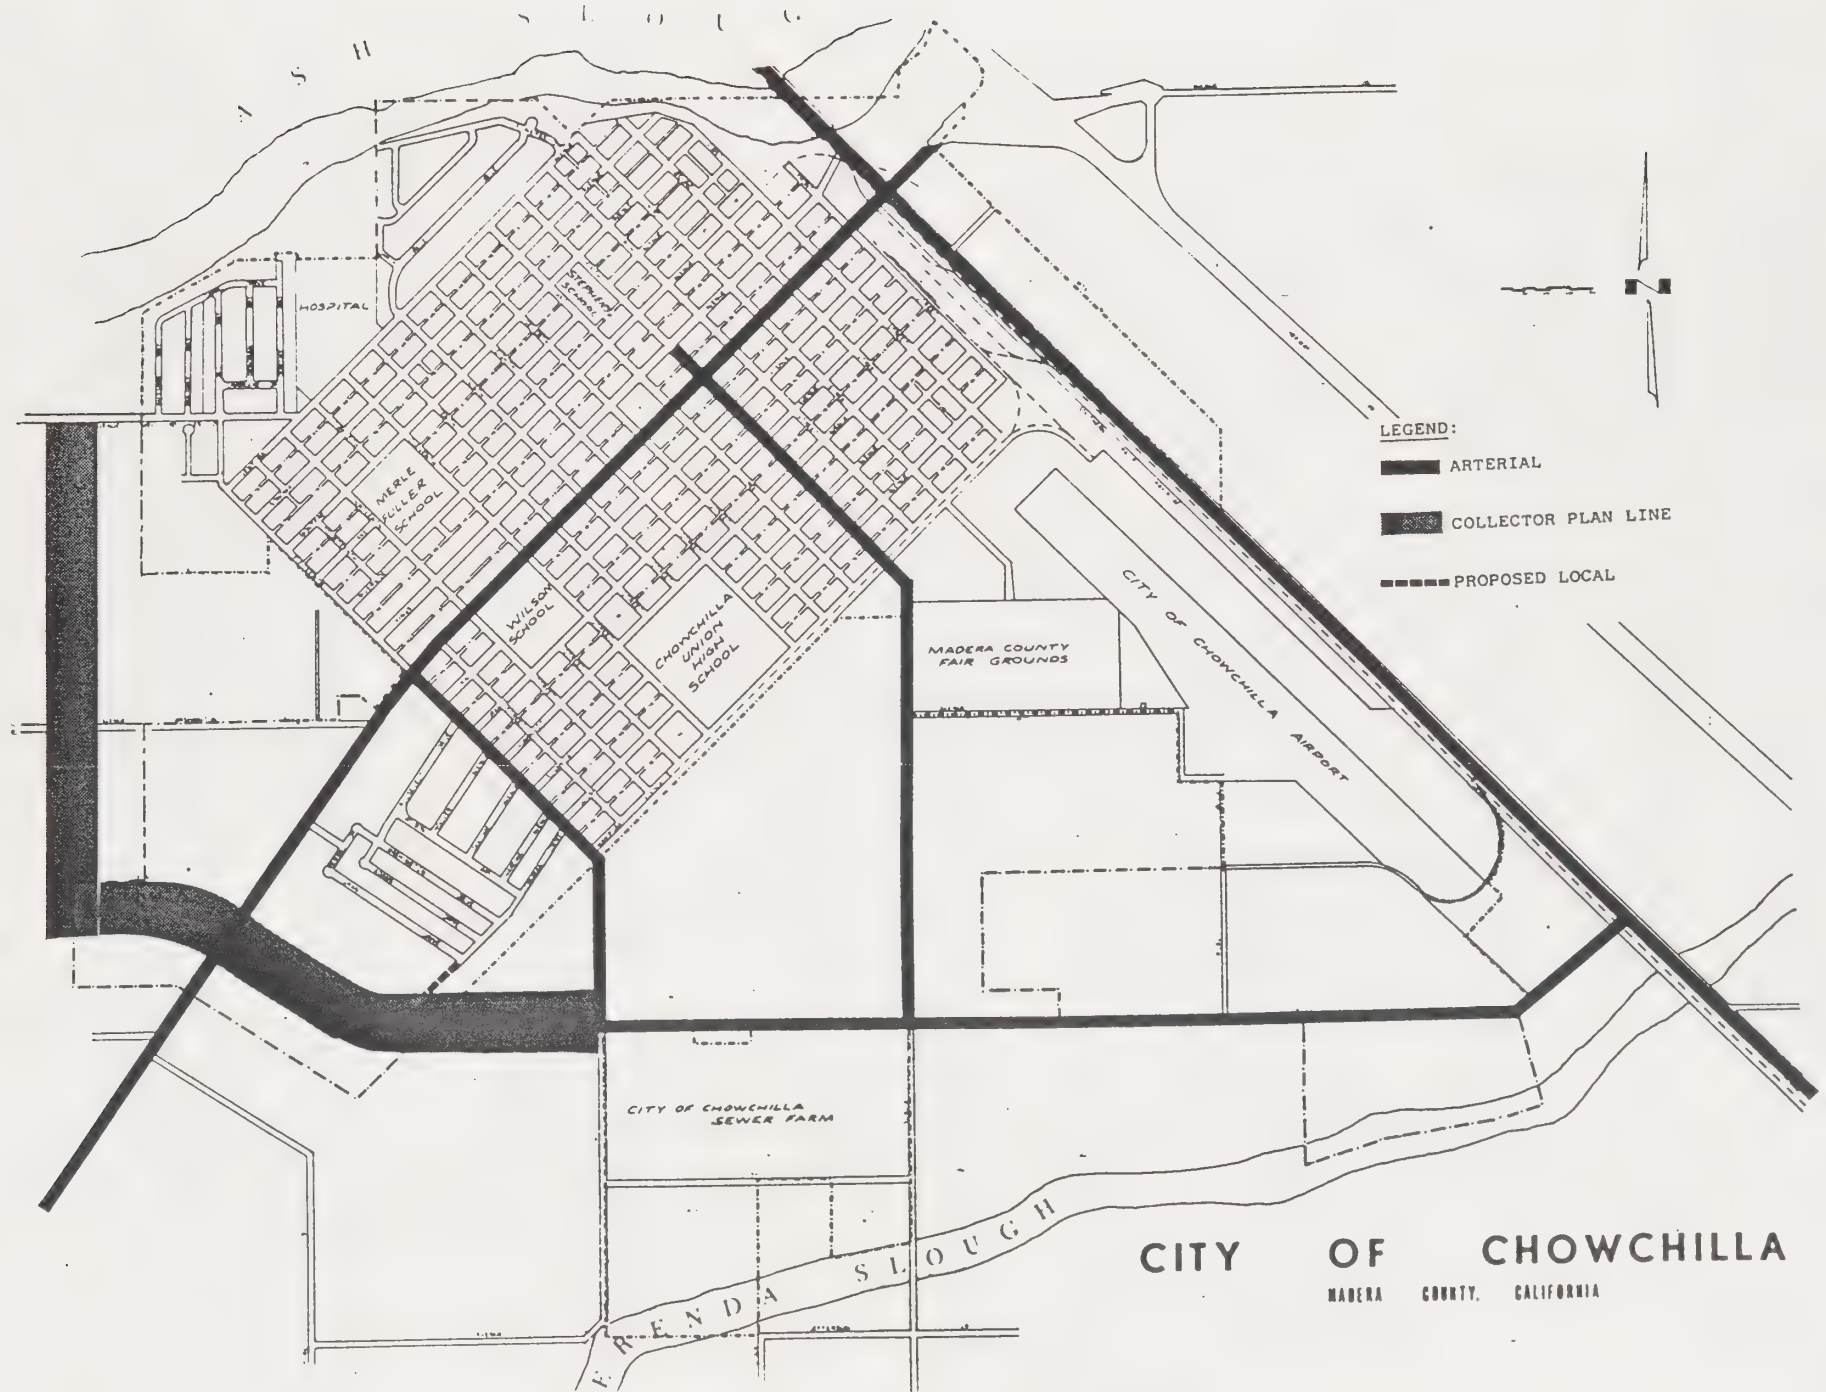 A S H   S L O U G
HOSPITAL
STEPHENS
SCHOOL
MERLE
FULLER
SCHOOL
WILSON
SCHOOL
CHOWCHILLA
UNION
HIGH
SCHOOL
MADERA COUNTY
FAIR GROUNDS
CITY OF CHOWCHILLA AIRPORT
N
LEGEND:
ARTERIAL
COLLECTOR PLAN LINE
PROPOSED LOCAL
CITY OF CHOWCHILLA
SEWER FARM
ERENDA SLOUGH
CITY OF CHOWCHILLA
MADERA COUNTY, CALIFORNIA